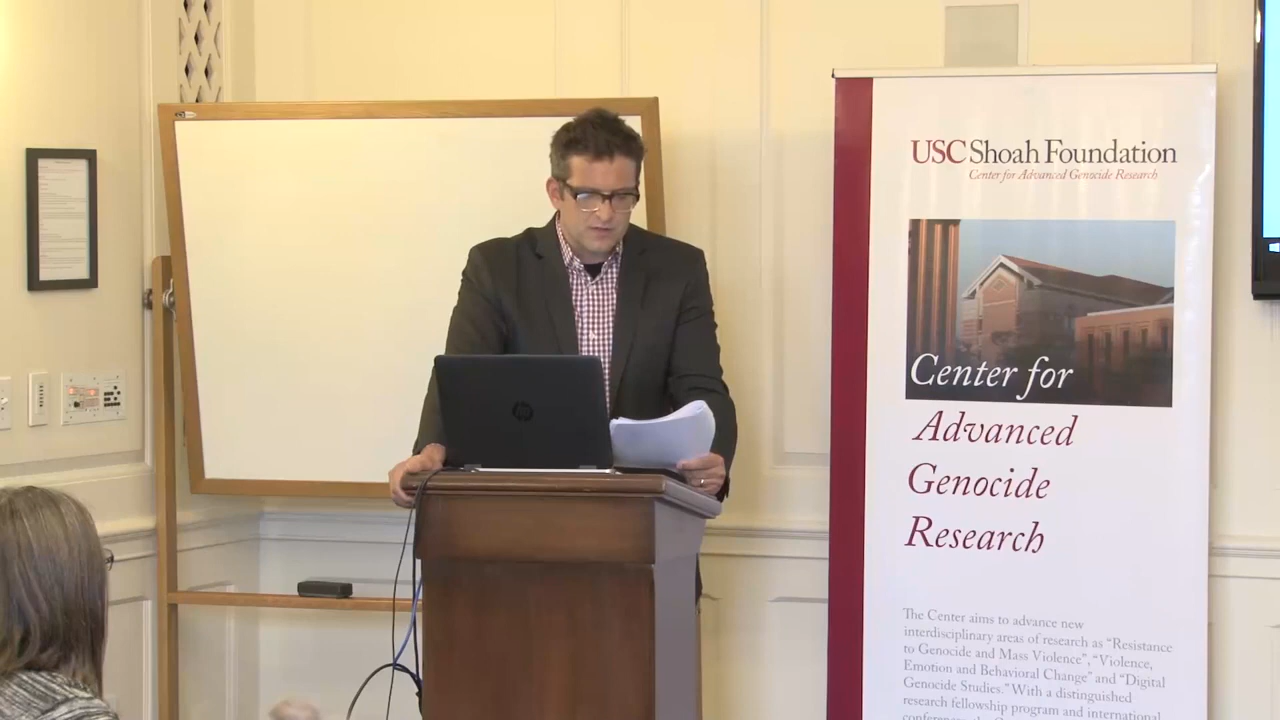 USC Shoah Foundation
Center for Advanced Genocide Research
Center for
Advanced
Genocide
Research
The Center aims to advance new
interdisciplinary areas of research as “Resistance
to Genocide and Mass Violence”, “Violence,
Emotion and Behavioral Change” and “Digital
Genocide Studies.” With a distinguished
research fellowship program and international
hp